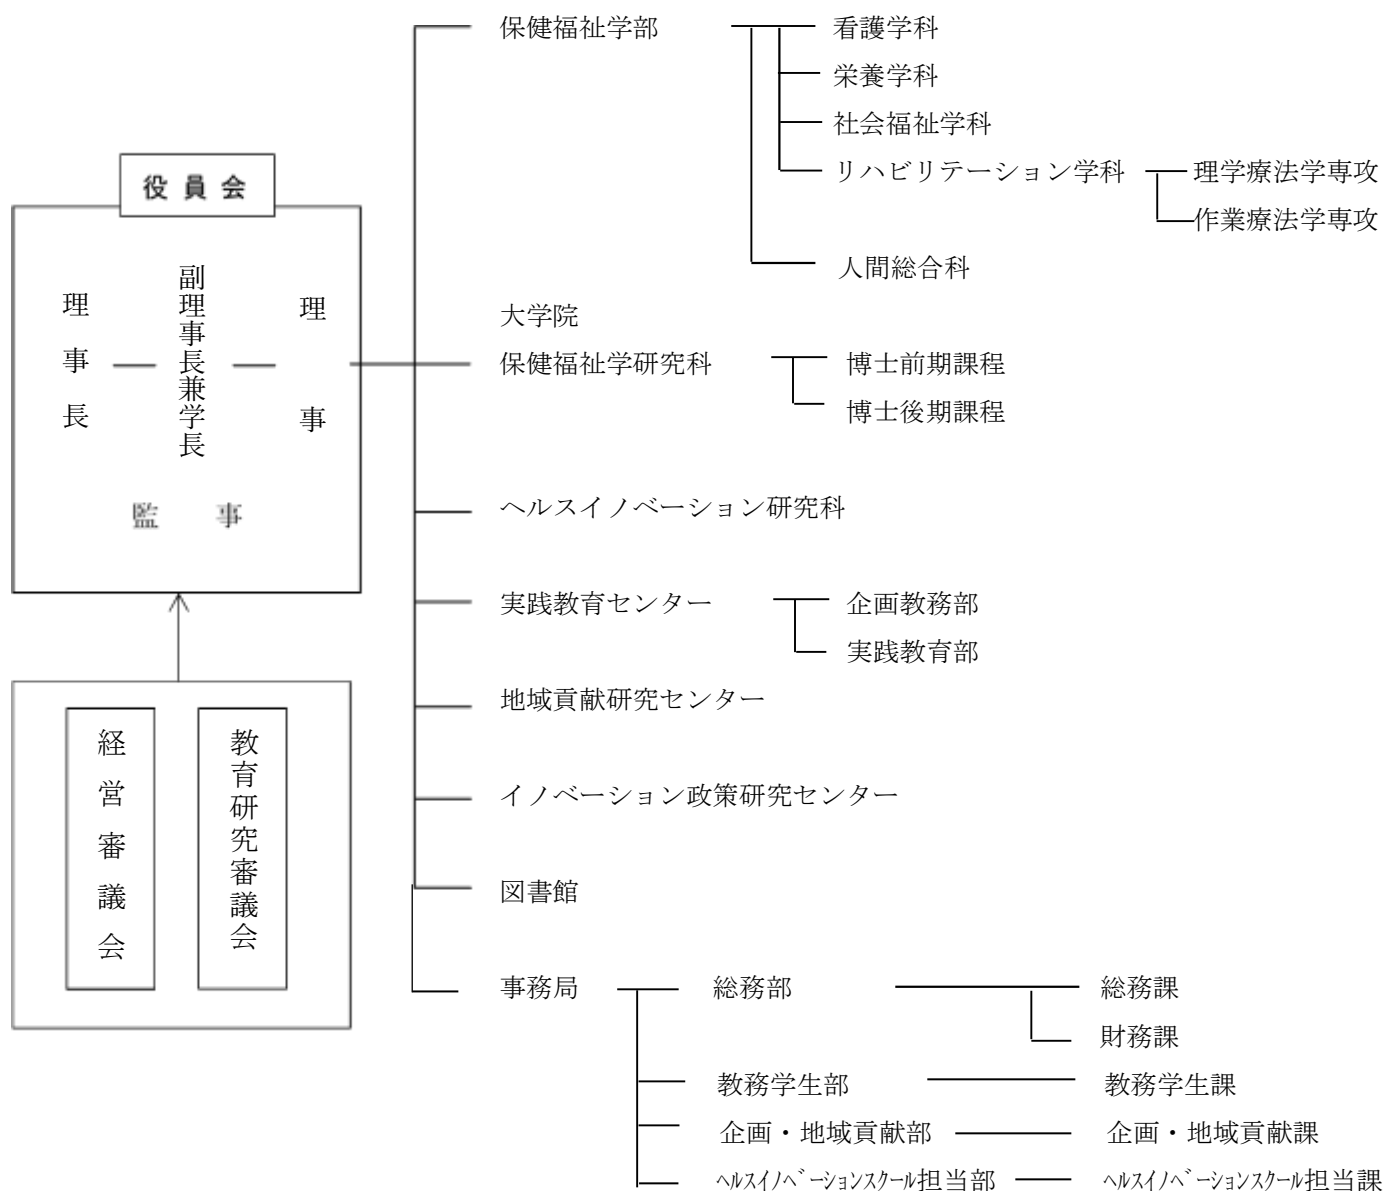 役員会
理事長
副理事長兼学長
理事
監事
経営審議会
教育研究審議会
保健福祉学部
看護学科
栄養学科
社会福祉学科
リハビリテーション学科
理学療法学専攻
作業療法学専攻
人間総合科
大学院
保健福祉学研究科
博士前期課程
博士後期課程
ヘルスイノベーション研究科
実践教育センター
企画教務部
実践教育部
地域貢献研究センター
イノベーション政策研究センター
図書館
事務局
総務部
総務課
財務課
教務学生部
教務学生課
企画・地域貢献部
企画・地域貢献課
ヘルスイノベーションスクール担当部
ヘルスイノベーションスクール担当課